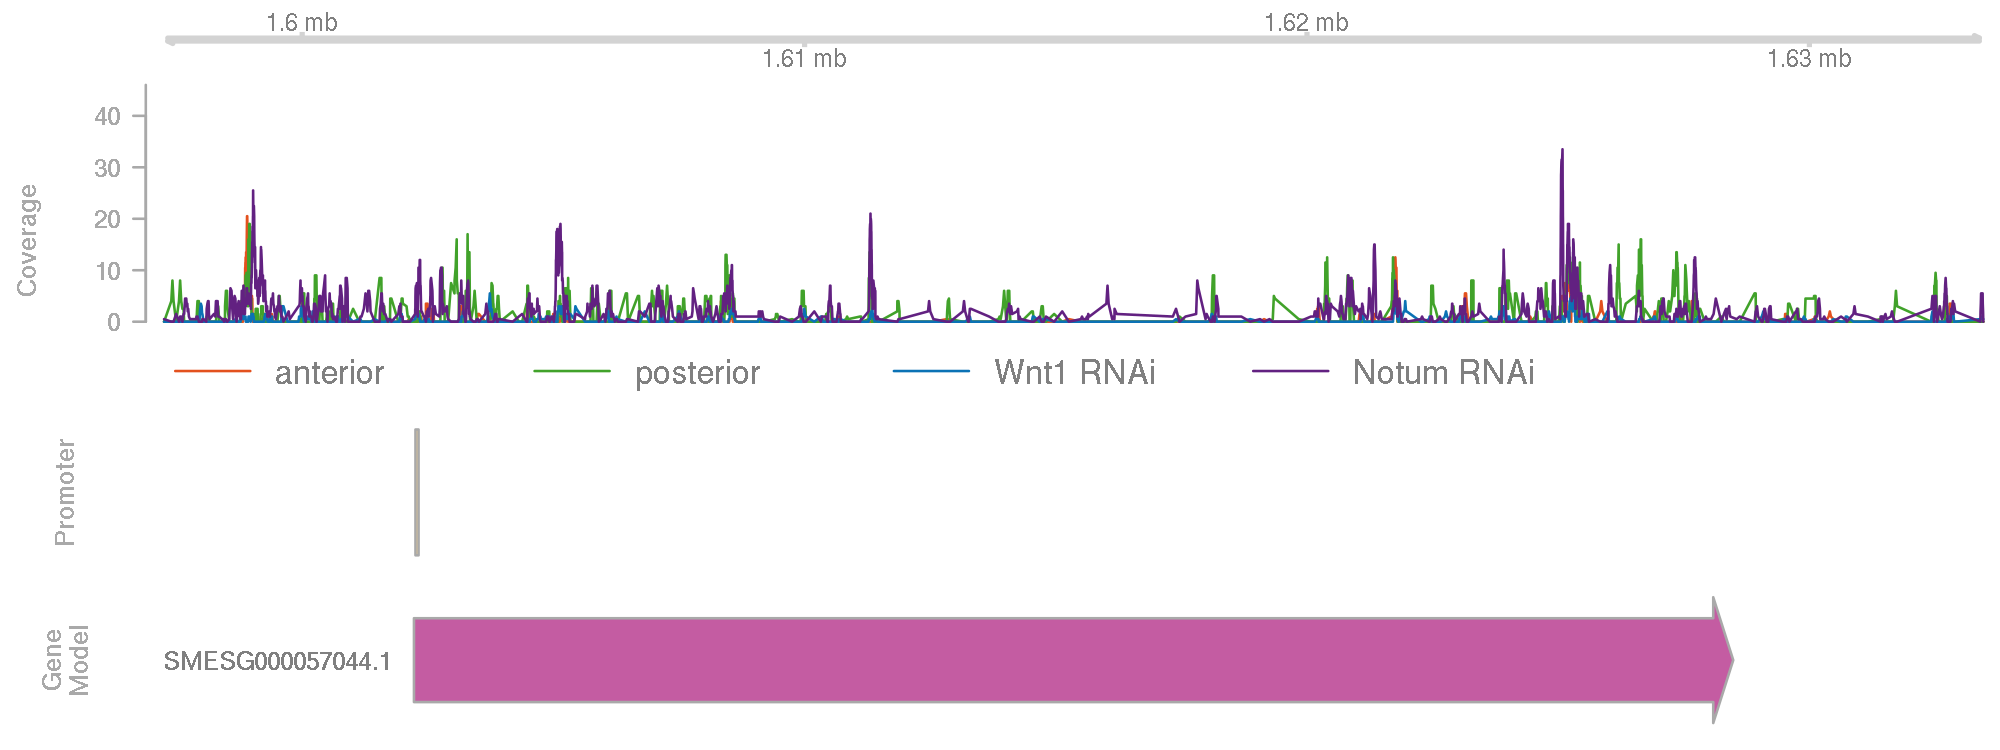 1.6 mb
1.62 mb
1.61 mb
1.63 mb
Coverage
40
30
20
10
0
anterior
posterior
Wnt1 RNAi
Notum RNAi
Promoter
Gene
Model
SMESG000057044.1